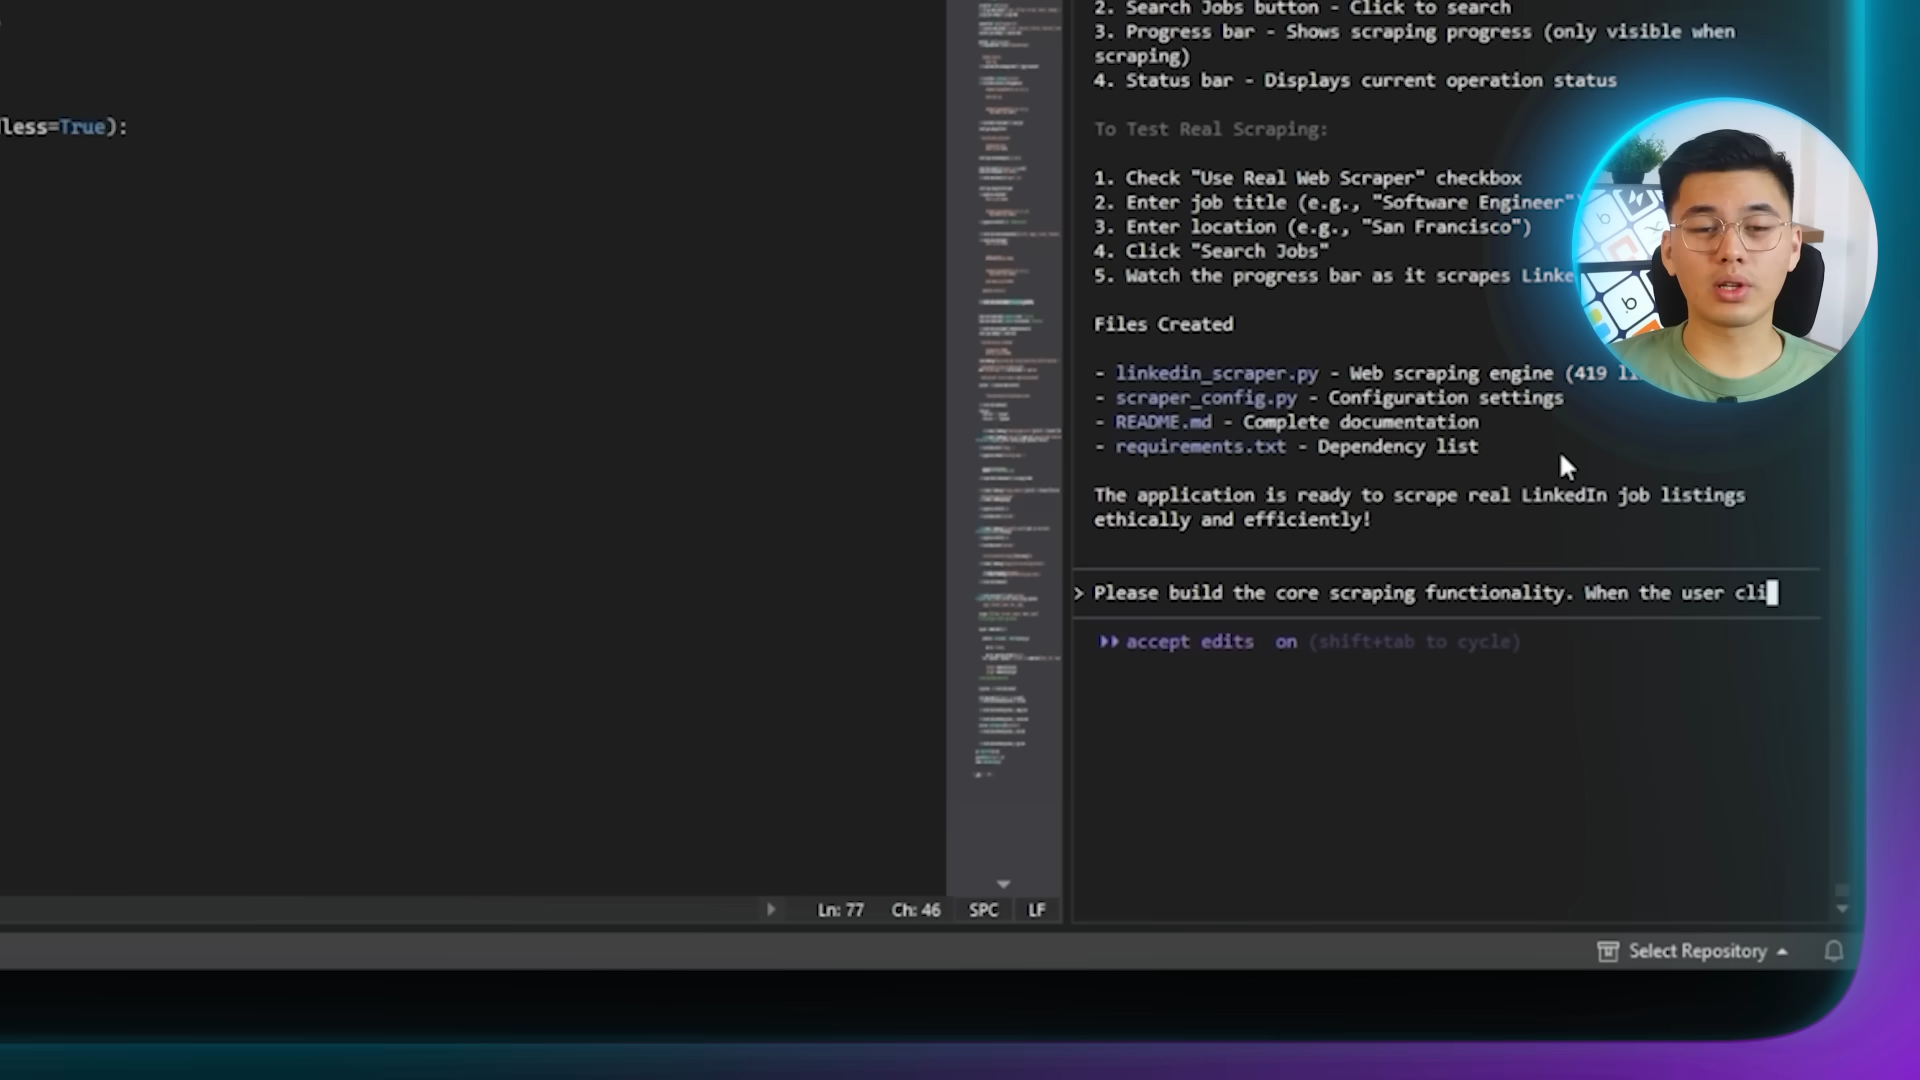 less=True):
Ln: 77 Ch: 46 SPC LF
2. Search Jobs button - Click to search
3. Progress bar - Shows scraping progress (only visible when
scraping)
4. Status bar - Displays current operation status
To Test Real Scraping:
1. Check "Use Real Web Scraper" checkbox
2. Enter job title (e.g., "Software Engineer"
3. Enter location (e.g., "San Francisco")
4. Click "Search Jobs"
5. Watch the progress bar as it scrapes Linke
Files Created
- linkedin_scraper.py - Web scraping engine (419 li
- scraper_config.py - Configuration settings
- README.md - Complete documentation
- requirements.txt - Dependency list
The application is ready to scrape real LinkedIn job listings
ethically and efficiently!
> Please build the core scraping functionality. When the user cli
accept edits on (shift+tab to cycle)
Select Repository